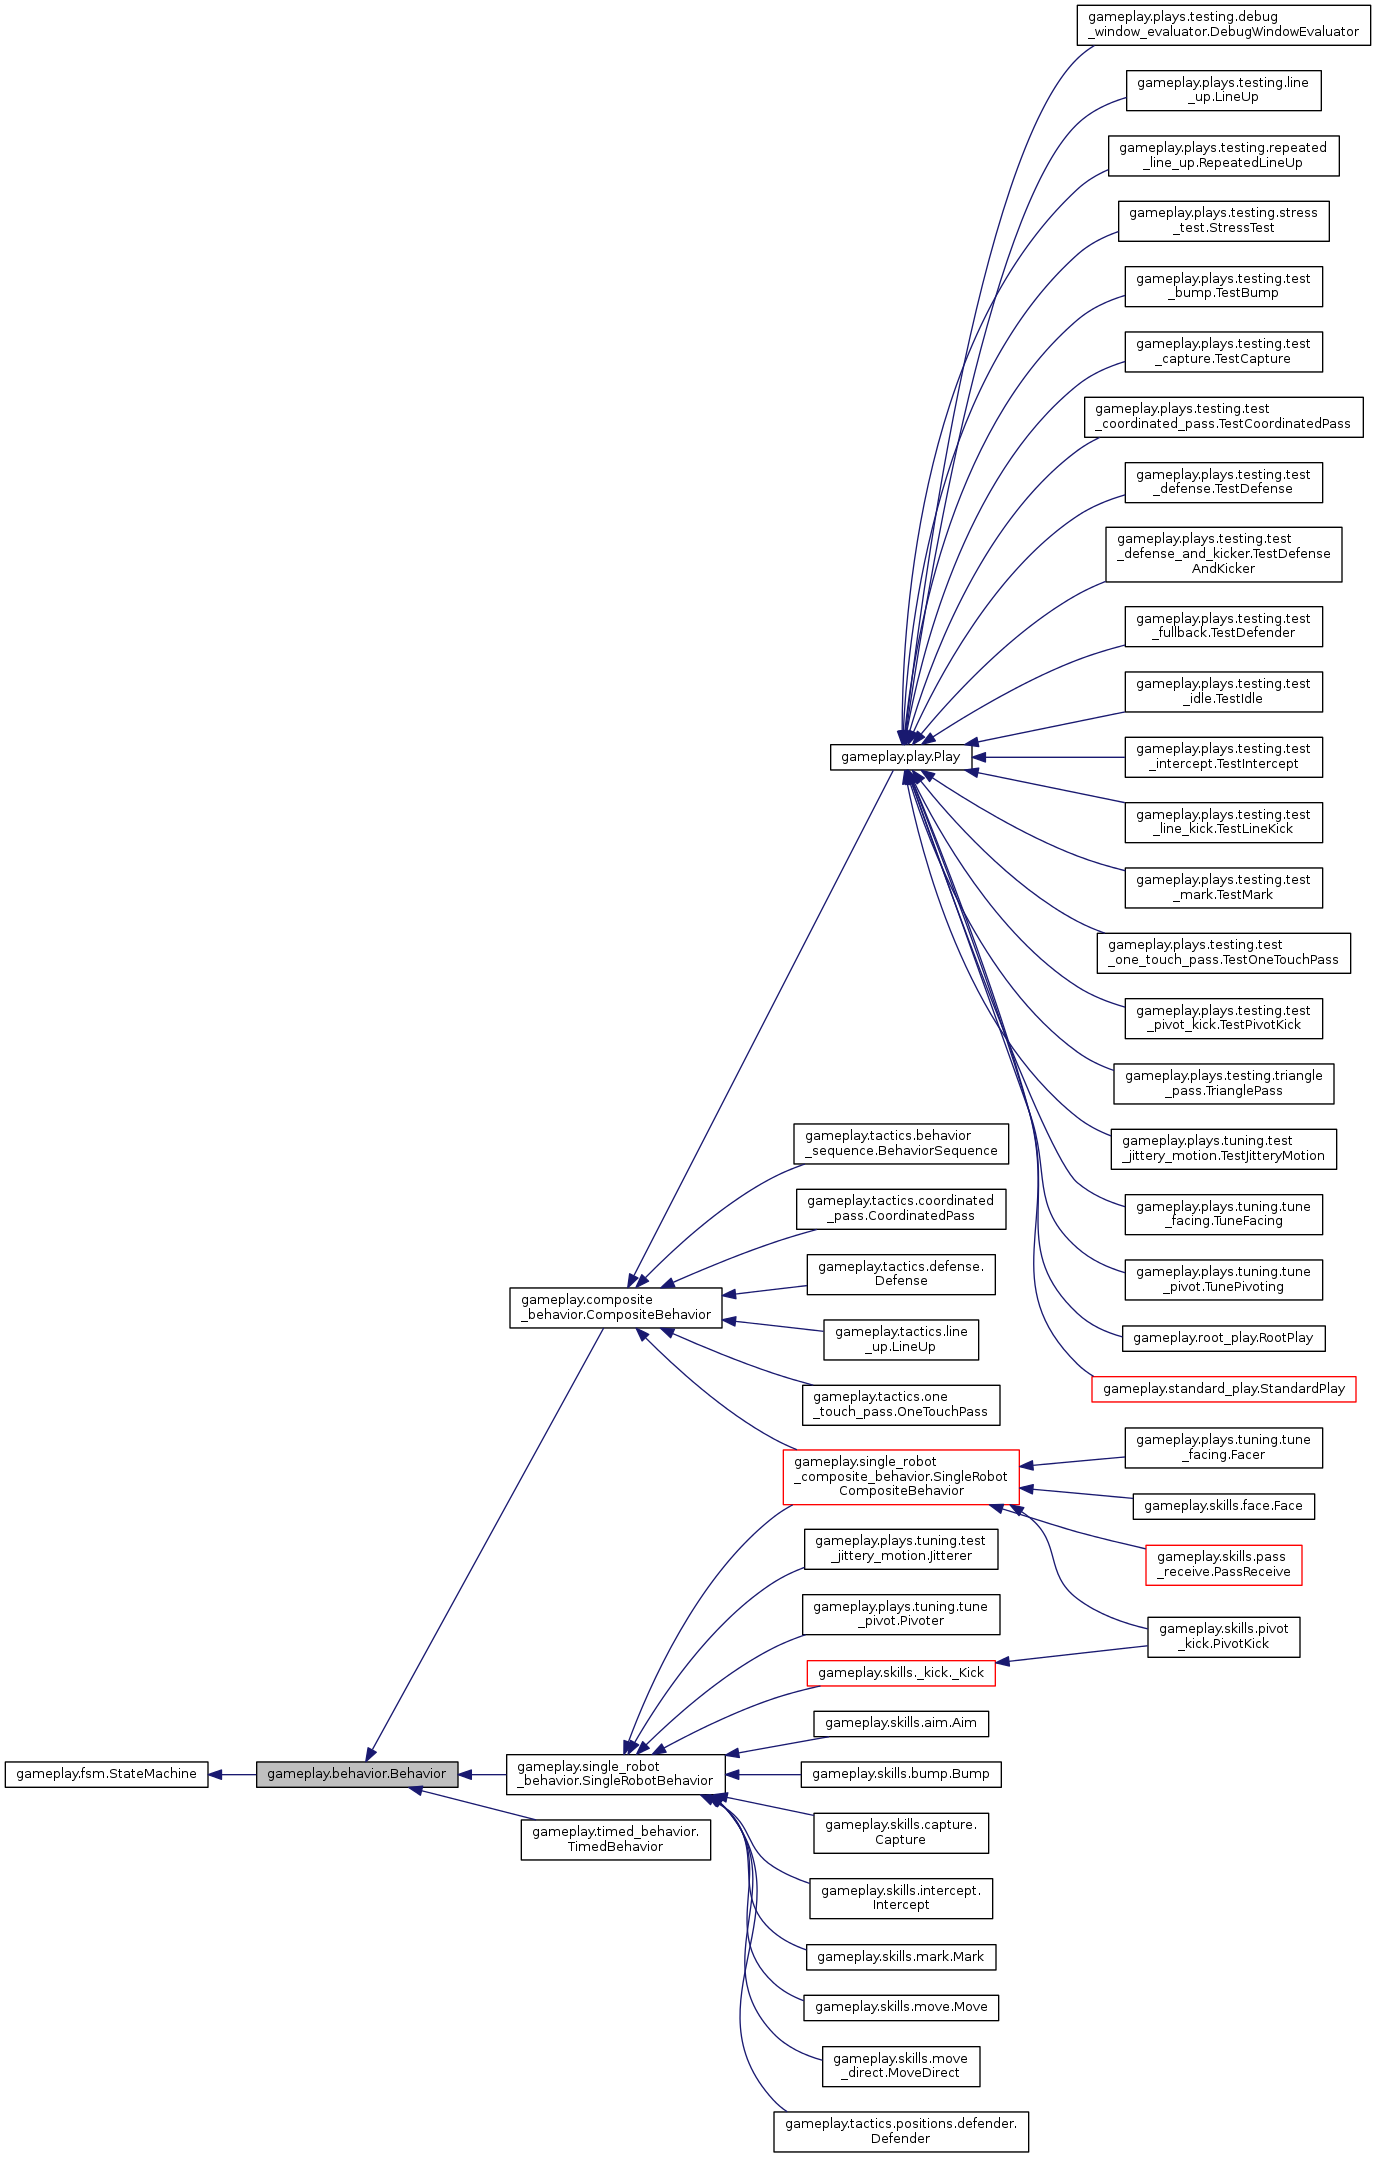 gameplay.plays.testing.debug
_window_evaluator.DebugWindowEvaluator
gameplay.plays.testing.line
_up.LineUp
gameplay.plays.testing.repeated
_line_up.RepeatedLineUp
gameplay.plays.testing.stress
_test.StressTest
gameplay.plays.testing.test
_bump.TestBump
gameplay.plays.testing.test
_capture.TestCapture
gameplay.plays.testing.test
_coordinated_pass.TestCoordinatedPass
gameplay.plays.testing.test
_defense.TestDefense
gameplay.plays.testing.test
_defense_and_kicker.TestDefense
AndKicker
gameplay.plays.testing.test
_fullback.TestDefender
gameplay.plays.testing.test
_idle.TestIdle
gameplay.play.Play
gameplay.plays.testing.test
_intercept.TestIntercept
gameplay.plays.testing.test
_line_kick.TestLineKick
gameplay.plays.testing.test
_mark.TestMark
gameplay.plays.testing.test
_one_touch_pass.TestOneTouchPass
gameplay.plays.testing.test
_pivot_kick.TestPivotKick
gameplay.plays.testing.triangle
_pass.TrianglePass
gameplay.plays.tuning.test
_jittery_motion.TestJitteryMotion
gameplay.plays.tuning.tune
_facing.TuneFacing
gameplay.plays.tuning.tune
_pivot.TunePivoting
gameplay.root_play.RootPlay
gameplay.standard_play.StandardPlay
gameplay.tactics.behavior
_sequence.BehaviorSequence
gameplay.tactics.coordinated
_pass.CoordinatedPass
gameplay.tactics.defense.
Defense
gameplay.composite
_behavior.CompositeBehavior
gameplay.tactics.line
_up.LineUp
gameplay.tactics.one
_touch_pass.OneTouchPass
gameplay.single_robot
_composite_behavior.SingleRobot
CompositeBehavior
gameplay.plays.tuning.tune
_facing.Facer
gameplay.skills.face.Face
gameplay.skills.pass
_receive.PassReceive
gameplay.skills.pivot
_kick.PivotKick
gameplay.plays.tuning.test
_jittery_motion.Jitterer
gameplay.plays.tuning.tune
_pivot.Pivoter
gameplay.skills._kick._Kick
gameplay.skills.aim.Aim
gameplay.fsm.StateMachine
gameplay.behavior.Behavior
gameplay.single_robot
_behavior.SingleRobotBehavior
gameplay.skills.bump.Bump
gameplay.timed_behavior.
TimedBehavior
gameplay.skills.capture.
Capture
gameplay.skills.intercept.
Intercept
gameplay.skills.mark.Mark
gameplay.skills.move.Move
gameplay.skills.move
_direct.MoveDirect
gameplay.tactics.positions.defender.
Defender